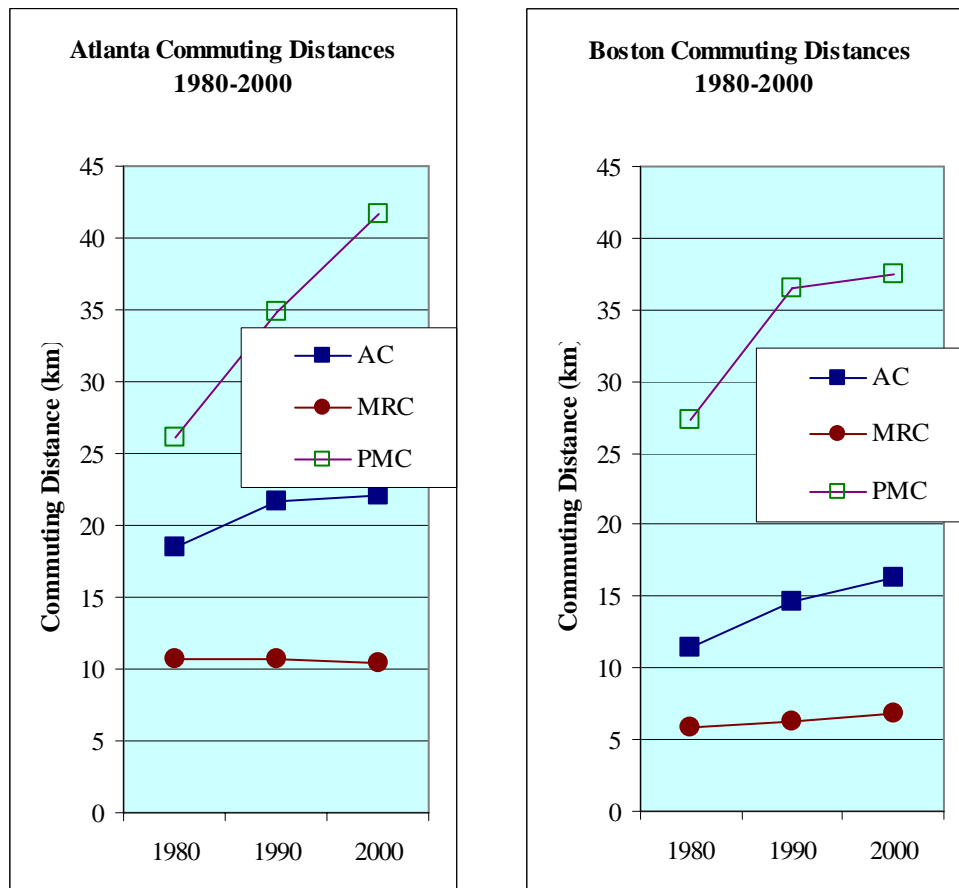 Atlanta Commuting Distances
1980-2000
Commuting Distance (km)
45
40
35
30
25
20
15
10
5
0
1980 1990 2000
AC
MRC
PMC
Boston Commuting Distances
1980-2000
Commuting Distance (km)
45
40
35
30
25
20
15
10
5
0
1980 1990 2000
AC
MRC
PMC